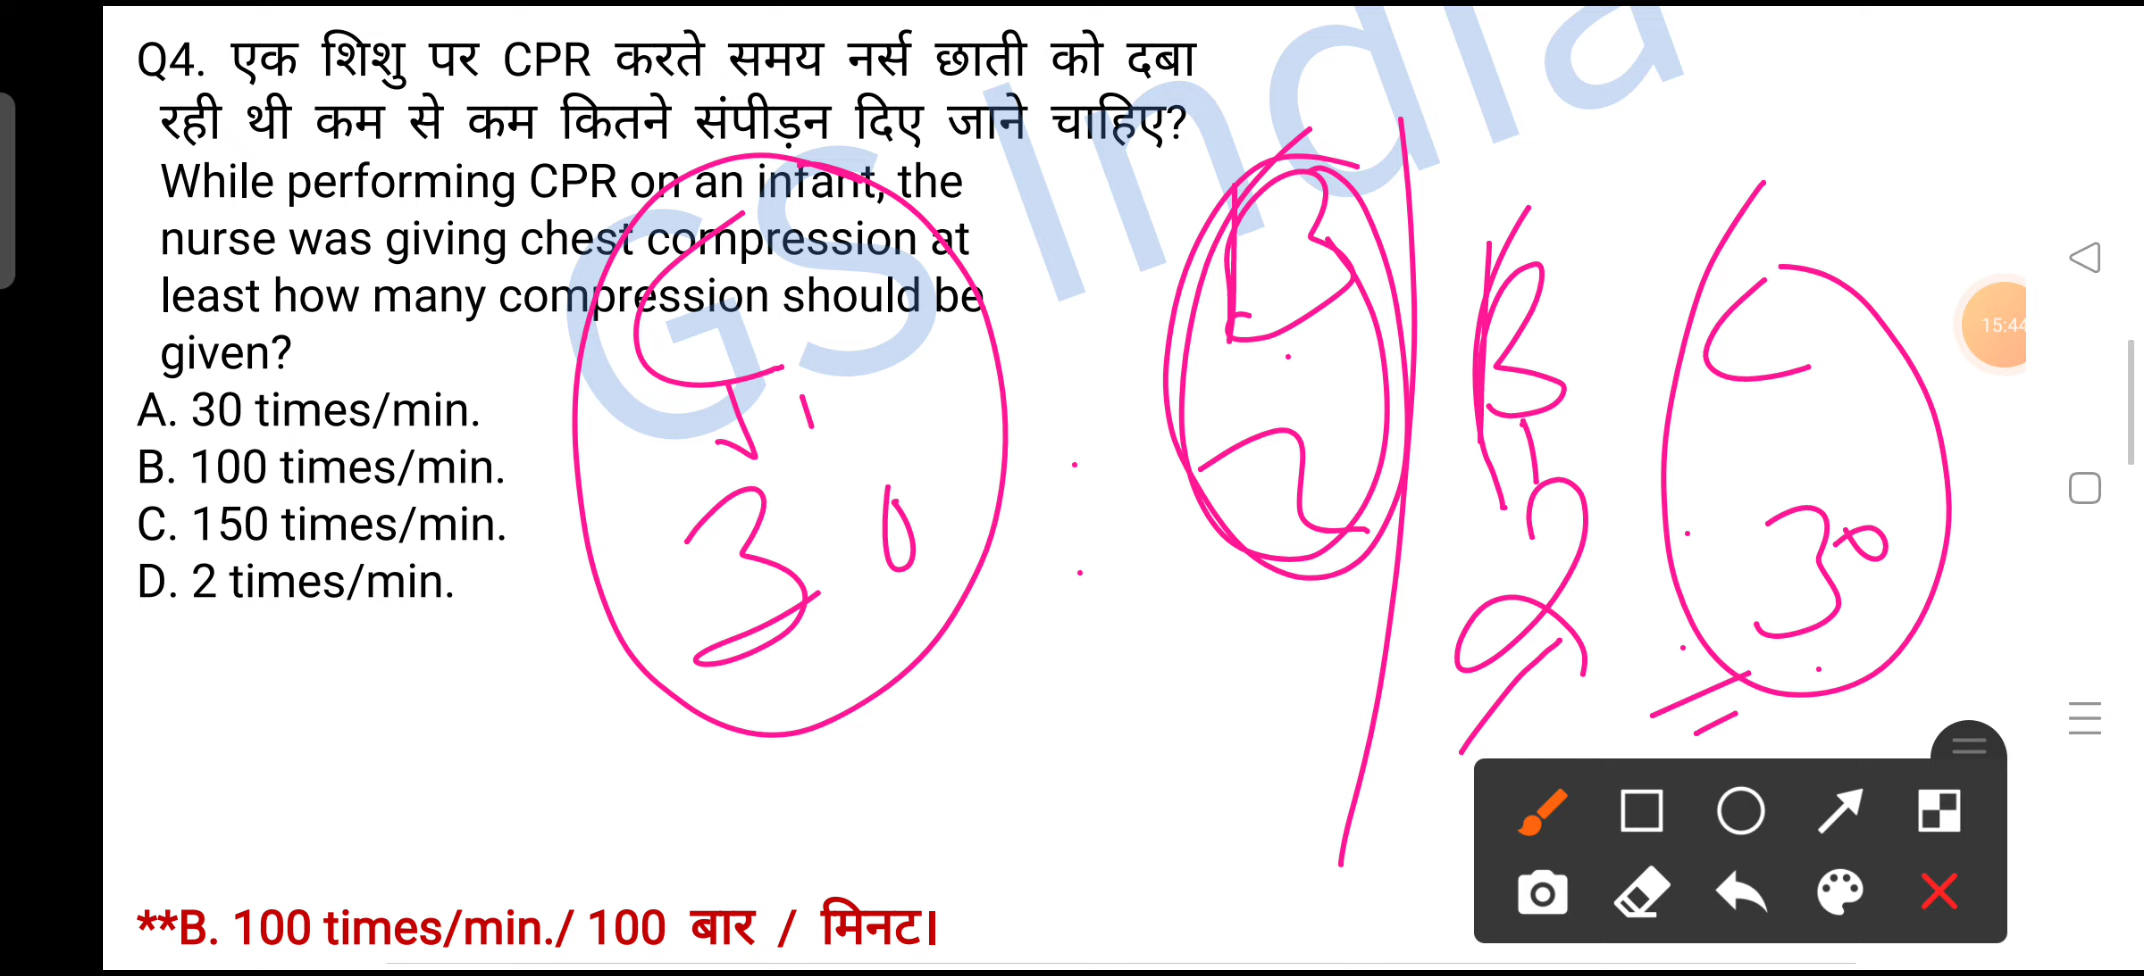 Q4. एक शिशु पर CPR करते समय नर्स छाती को दबा
रही थी कम से कम कितने संपीड़न दिए जाने चाहिए?
While performing CPR on an infant, the
nurse was giving chest compression at
least how many compression should be
given?
A. 30 times/min.
B. 100 times/min.
C. 150 times/min.
D. 2 times/min.
**B. 100 times/min./ 100 बार / मिनट।
GS India
C
30
B
2
B
2
C
30